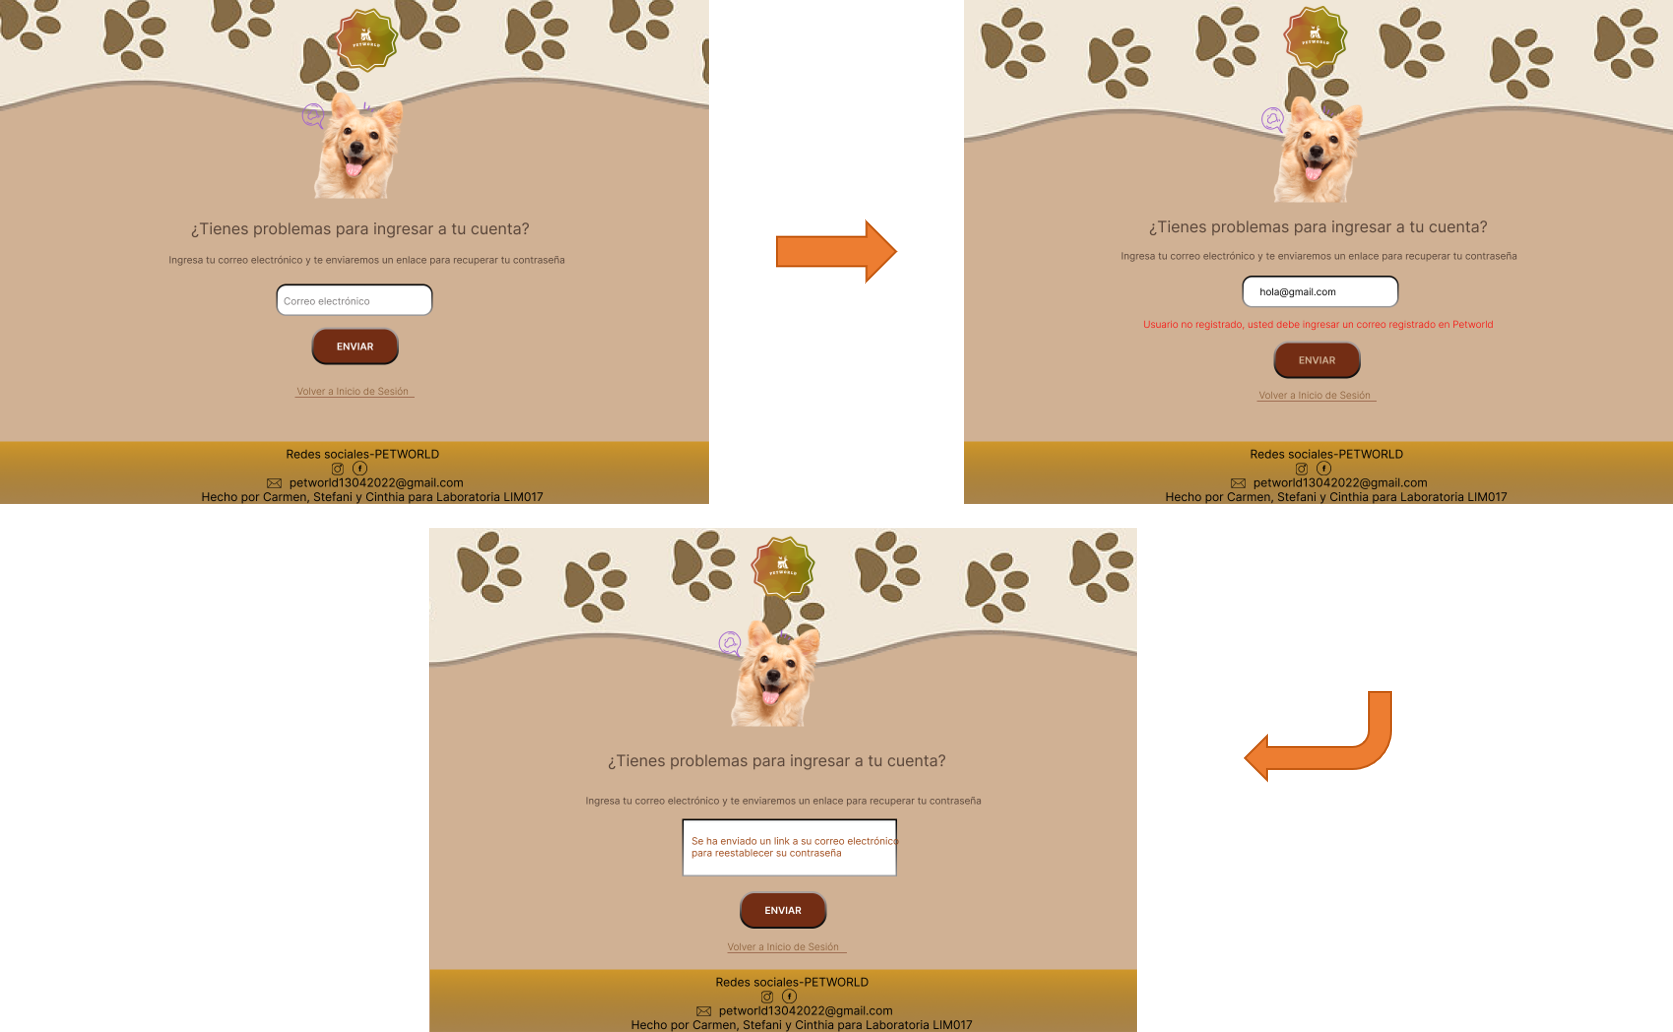 PETWORLD
¿Tienes problemas para ingresar a tu cuenta?
Ingresa tu correo electrónico y te enviaremos un enlace para recuperar tu contraseña
Correo electrónico
ENVIAR
Volver a Inicio de Sesión
Redes sociales-PETWORLD
petworld13042022@gmail.com
Hecho por Carmen, Stefani y Cinthia para Laboratoria LIM017
PETWORLD
¿Tienes problemas para ingresar a tu cuenta?
Ingresa tu correo electrónico y te enviaremos un enlace para recuperar tu contraseña
hola@gmail.com
Usuario no registrado, usted debe ingresar un correo registrado en Petworld
ENVIAR
Volver a Inicio de Sesión
Redes sociales-PETWORLD
petworld13042022@gmail.com
Hecho por Carmen, Stefani y Cinthia para Laboratoria LIM017
PETWORLD
¿Tienes problemas para ingresar a tu cuenta?
Ingresa tu correo electrónico y te enviaremos un enlace para recuperar tu contraseña
Se ha enviado un link a su correo electrónico
para reestablecer su contraseña
ENVIAR
Volver a Inicio de Sesión
Redes sociales-PETWORLD
petworld13042022@gmail.com
Hecho por Carmen, Stefani y Cinthia para Laboratoria LIM017